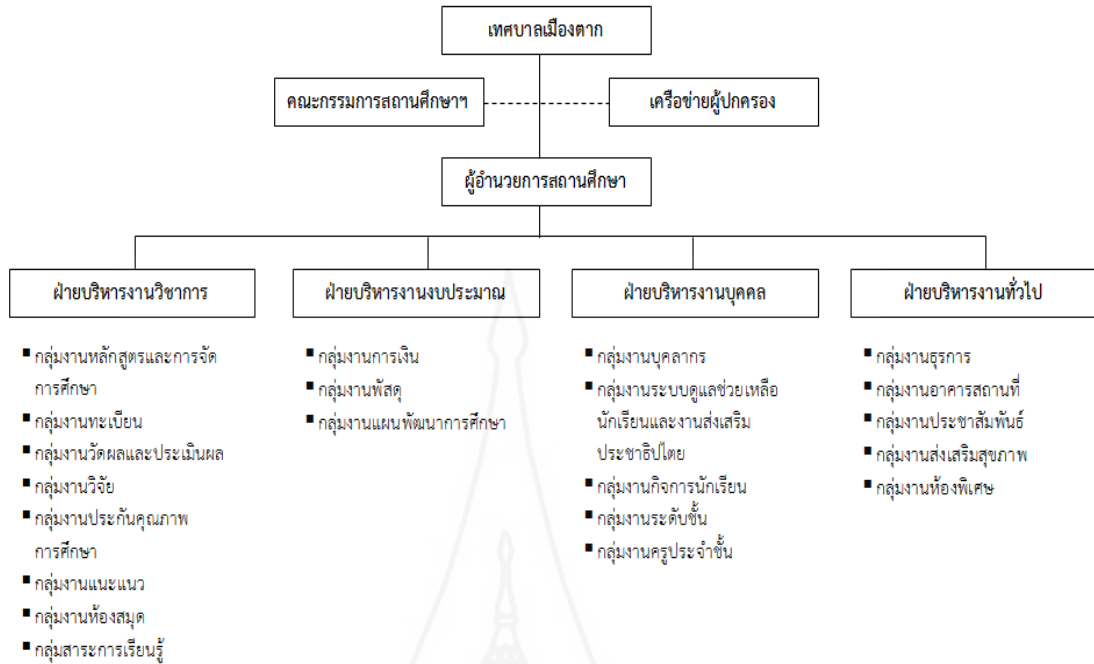 เทศบาลเมืองตาก
คณะกรรมการสถานศึกษาฯ
เครือข่ายผู้ปกครอง
ผู้อำนวยการสถานศึกษา
ฝ่ายบริหารงานวิชาการ
▪ กลุ่มงานหลักสูตรและการจัด
การศึกษา
▪ กลุ่มงานทะเบียน
▪ กลุ่มงานวัดผลและประเมินผล
▪ กลุ่มงานวิจัย
▪ กลุ่มงานประกันคุณภาพ
การศึกษา
▪ กลุ่มงานแนะแนว
▪ กลุ่มงานห้องสมุด
▪ กลุ่มสาระการเรียนรู้
ฝ่ายบริหารงานงบประมาณ
▪ กลุ่มงานการเงิน
▪ กลุ่มงานพัสดุ
▪ กลุ่มงานแผนพัฒนาการศึกษา
ฝ่ายบริหารงานบุคคล
▪ กลุ่มงานบุคลากร
▪ กลุ่มงานระบบดูแลช่วยเหลือ
นักเรียนและงานส่งเสริม
ประชาธิปไตย
▪ กลุ่มงานกิจการนักเรียน
▪ กลุ่มงานระดับชั้น
▪ กลุ่มงานครูประจำชั้น
ฝ่ายบริหารงานทั่วไป
▪ กลุ่มงานธุรการ
▪ กลุ่มงานอาคารสถานที่
▪ กลุ่มงานประชาสัมพันธ์
▪ กลุ่มงานส่งเสริมสุขภาพ
▪ กลุ่มงานห้องพิเศษ